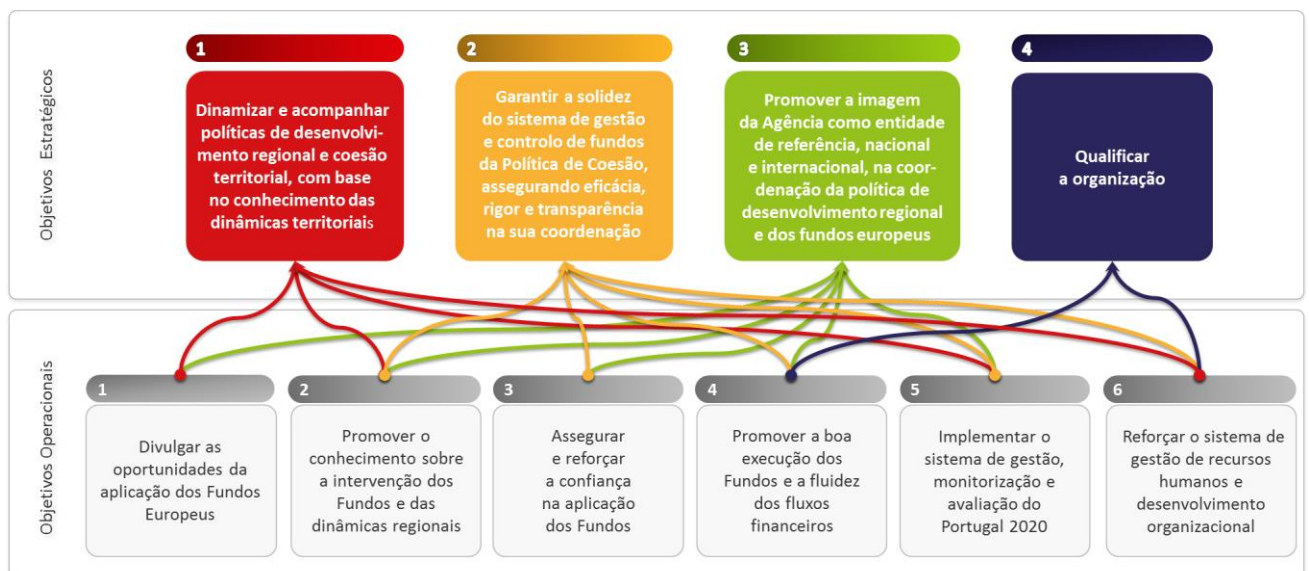 Objetivos Estratégicos
1
Dinamizar e acompanhar
políticas de desenvolvi-
mento regional e coesão
territorial, com base
no conhecimento das
dinâmicas territoriais
2
Garantir a solidez
do sistema de gestão
e controlo de fundos
da Política de Coesão,
assegurando eficácia,
rigor e transparência
na sua coordenação
3
Promover a imagem
da Agência como entidade
de referência, nacional
e internacional, na coor-
denação da política de
desenvolvimento regional
e dos fundos europeus
4
Qualificar
a organização
Objetivos Operacionais
1
Divulgar as
oportunidades da
aplicação dos Fundos
Europeus
2
Promover o
conhecimento sobre
a intervenção dos
Fundos e das
dinâmicas regionais
3
Assegurar
e reforçar
a confiança
na aplicação
dos Fundos
4
Promover a boa
execução dos
Fundos e a fluidez
dos fluxos
financeiros
5
Implementar o
sistema de gestão,
monitorização e
avaliação do
Portugal 2020
6
Reforçar o sistema de
gestão de recursos
humanos e
desenvolvimento
organizacional